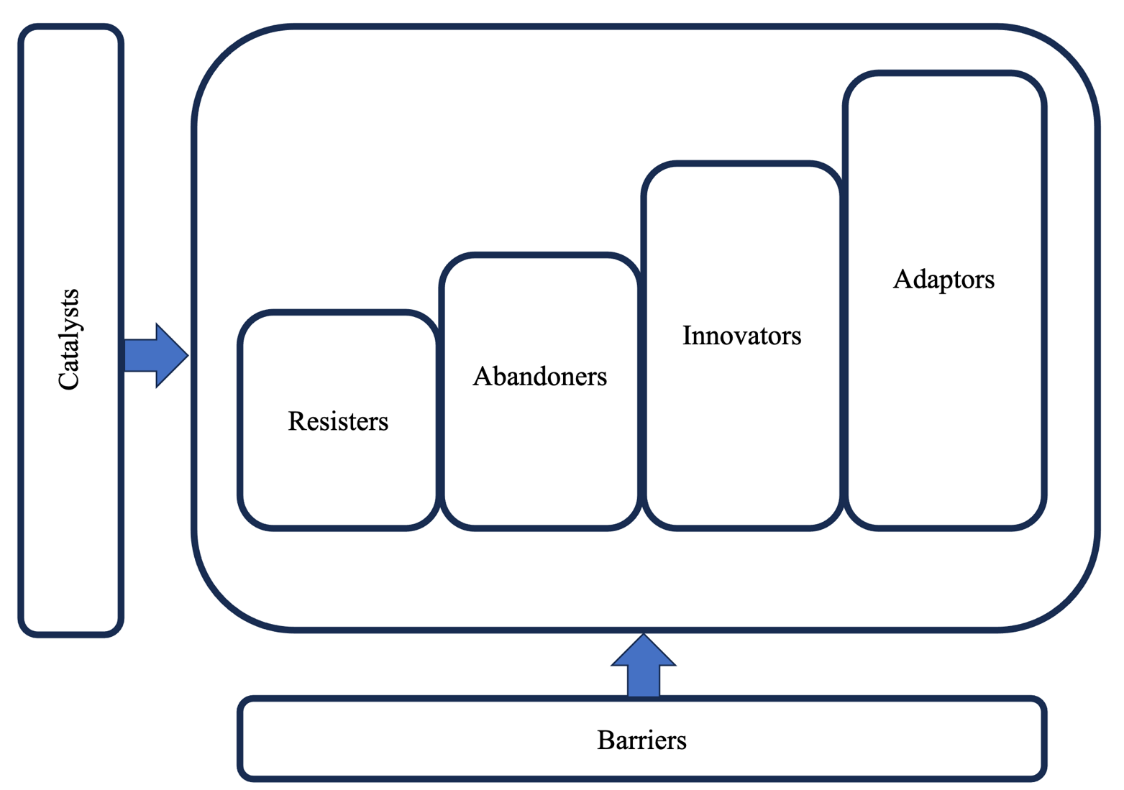 Catalysts
Resisters
Abandoners
Innovators
Adaptors
Barriers